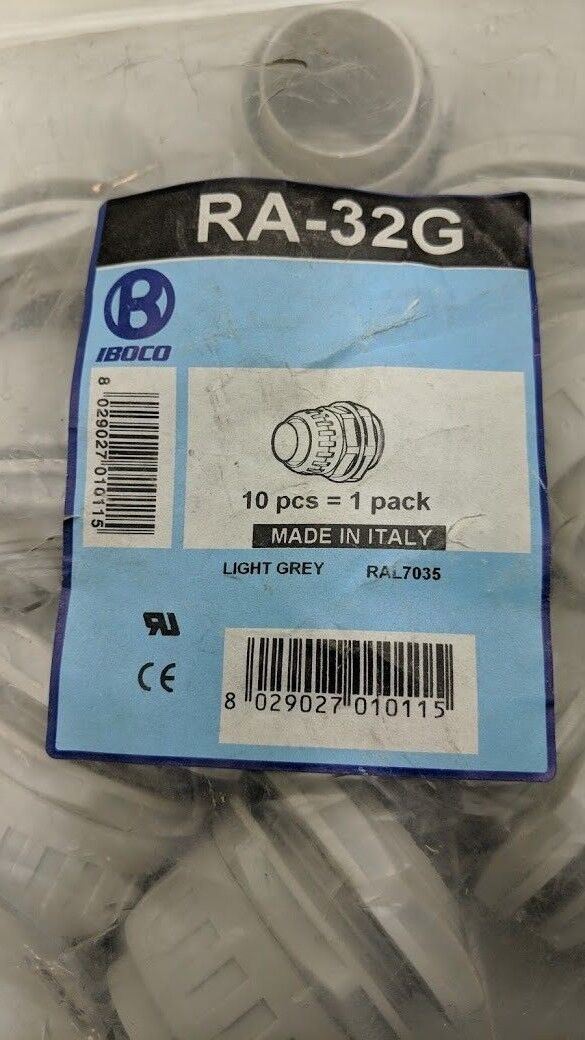 RA-32G
B
IBOCO
8 029027 010115
10 pcs = 1 pack
MADE IN ITALY
LIGHT GREY RAL7035
RU
CE
8 029027 010115